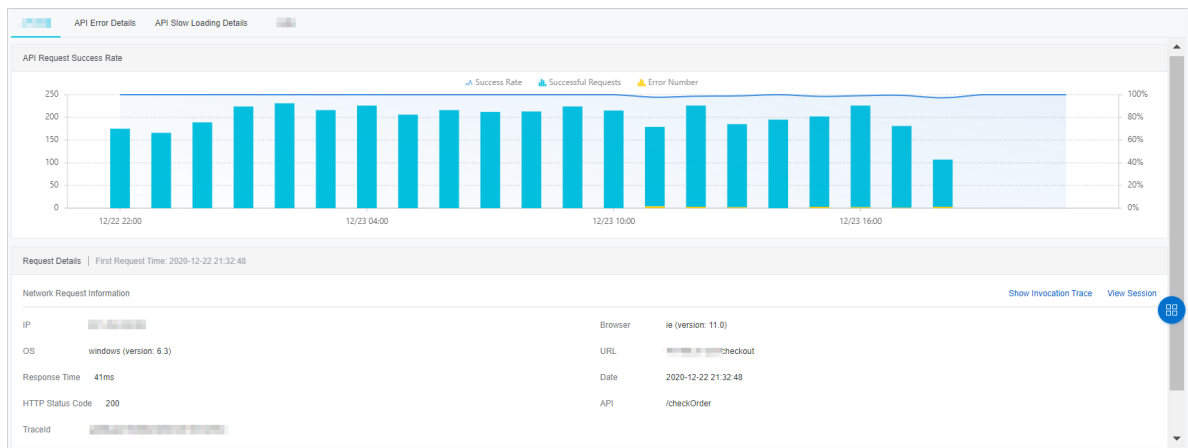 API Error Details API Slow Loading Details
API Request Success Rate
Success Rate Successful Requests Error Number
250 100%
200 80%
150 60%
100 40%
50 20%
0 0%
12/22 22:00 12/23 04:00 12/23 10:00 12/23 16:00
Request Details | First Request Time: 2020-12-22 21:32:48
Network Request Information Show Invocation Trace View Session
IP Browser ie (version: 11.0)
OS windows (version: 6.3) URL checkout
Response Time 41ms Date 2020-12-22 21:32:48
HTTP Status Code 200 API /checkOrder
TraceId